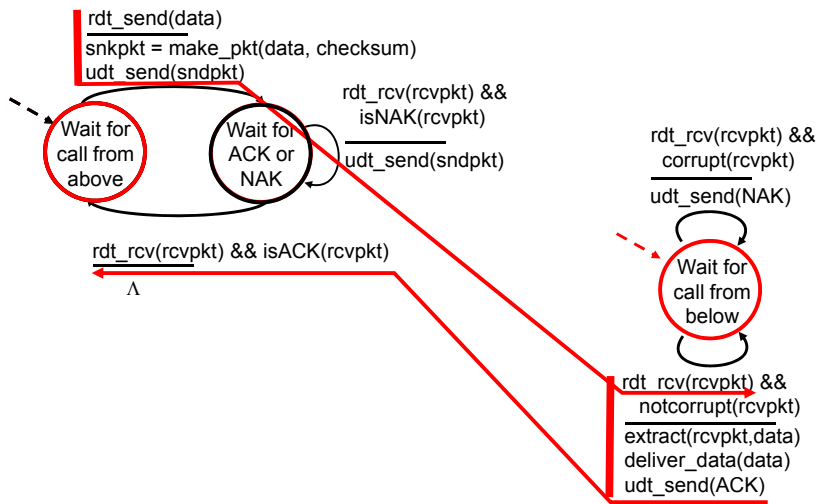 rdt_send(data)
snkpkt = make_pkt(data, checksum)
udt_send(sndpkt)
Wait for
call from
above
Wait for
ACK or
NAK
rdt_rcv(rcvpkt) &&
isNAK(rcvpkt)
udt_send(sndpkt)
rdt_rcv(rcvpkt) && isACK(rcvpkt)
Λ
rdt_rcv(rcvpkt) &&
corrupt(rcvpkt)
udt_send(NAK)
Wait for
call from
below
rdt_rcv(rcvpkt) &&
notcorrupt(rcvpkt)
extract(rcvpkt,data)
deliver_data(data)
udt_send(ACK)